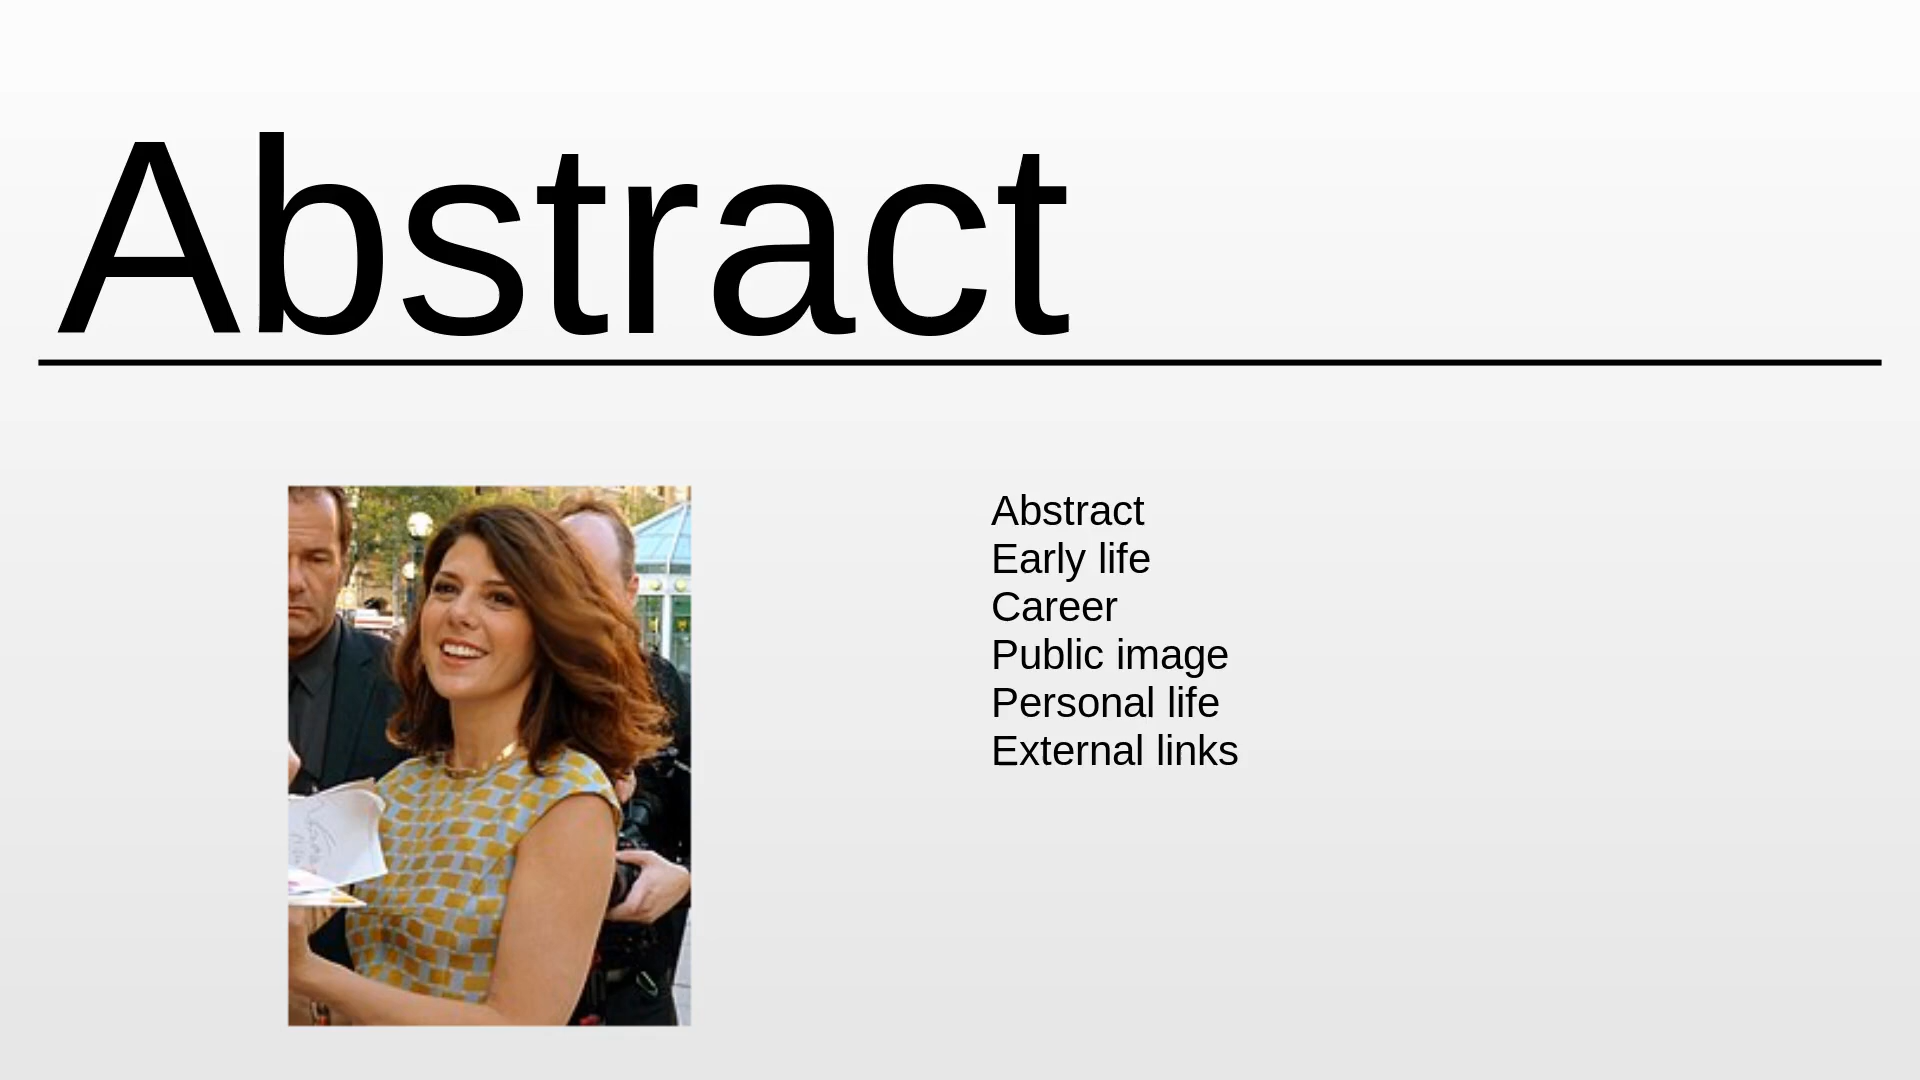 Abstract
Abstract
Early life
Career
Public image
Personal life
External links